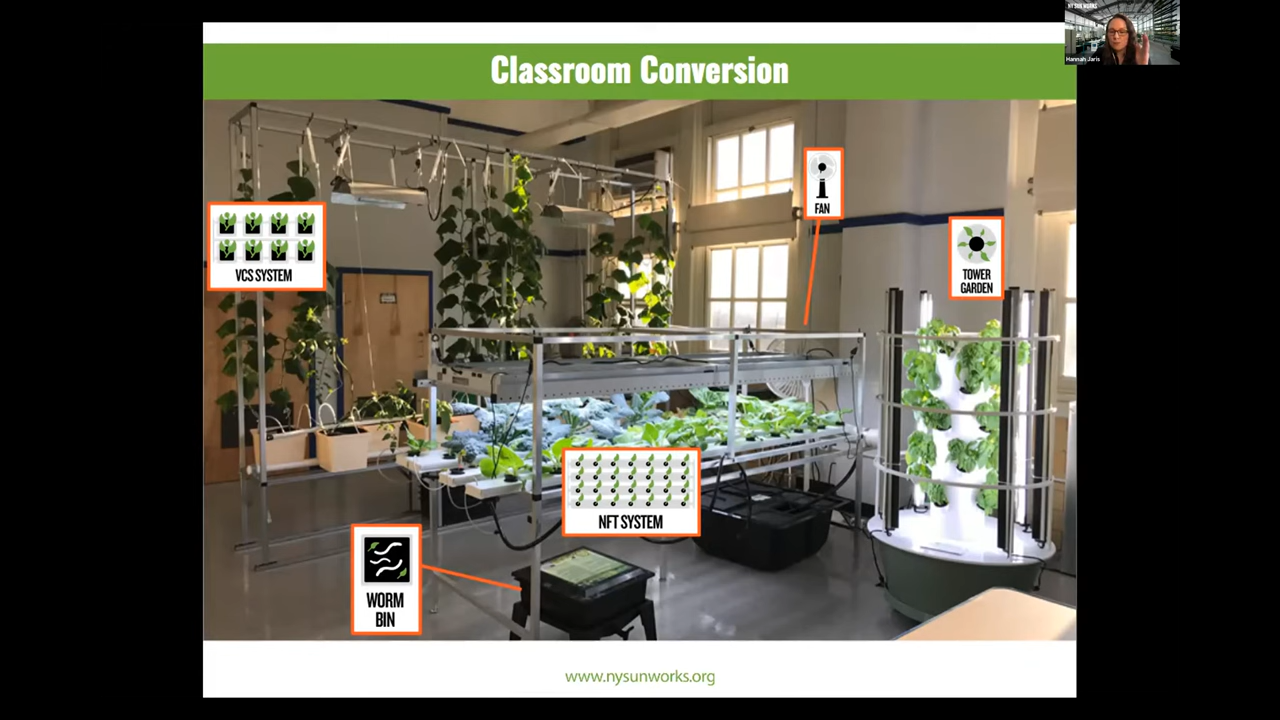 NY SUN WORKS
Hannah Jaris
Classroom Conversion
VCS SYSTEM
FAN
TOWER
GARDEN
NFT SYSTEM
WORM
BIN
www.nysunworks.org